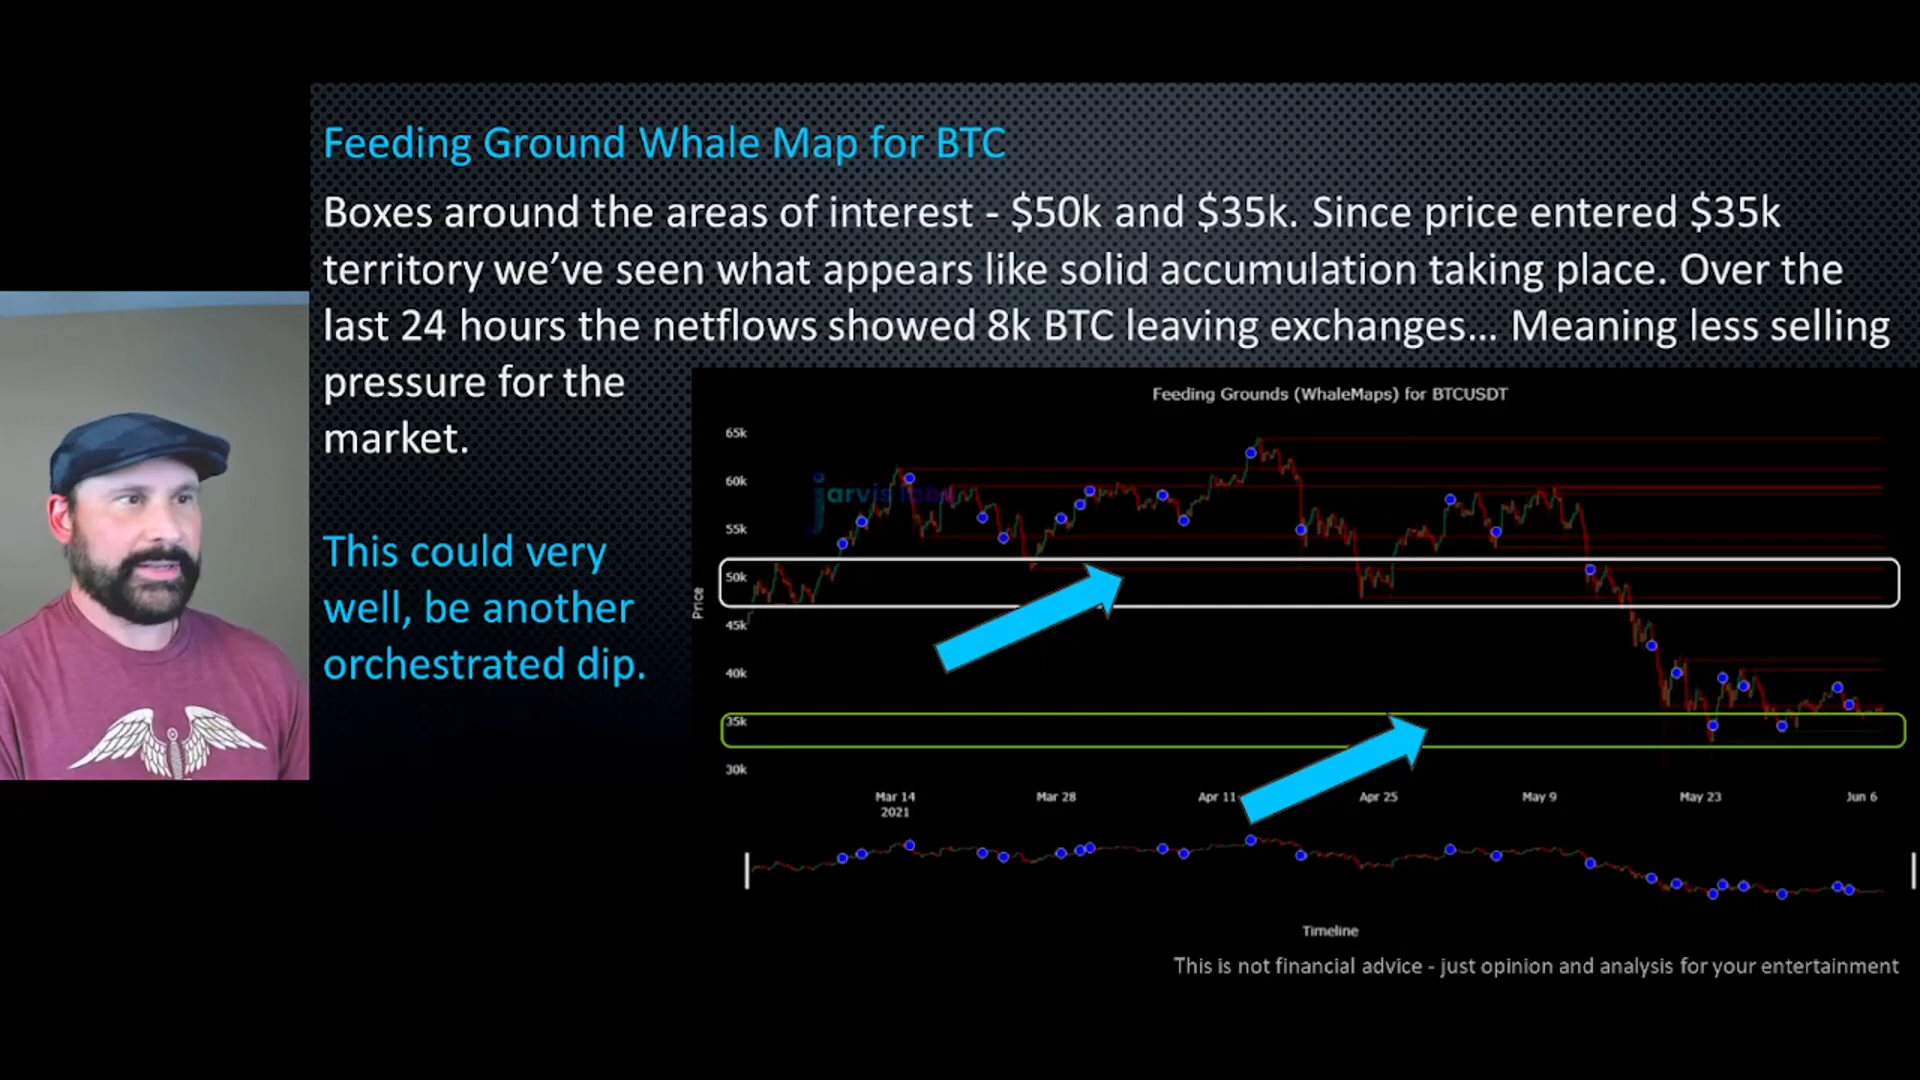 Feeding Ground Whale Map for BTC
Boxes around the areas of interest - $50k and $35k. Since price entered $35k
territory we’ve seen what appears like solid accumulation taking place. Over the
last 24 hours the netflows showed 8k BTC leaving exchanges... Meaning less selling
pressure for the
market.
This could very
well, be another
orchestrated dip.
Feeding Grounds (WhaleMaps) for BTCUSDT
jarvis labs
65k
60k
55k
50k
45k
40k
35k
30k
Price
Mar 14
2021
Mar 28
Apr 11
Apr 25
May 9
May 23
Jun 6
Timeline
This is not financial advice - just opinion and analysis for your entertainment